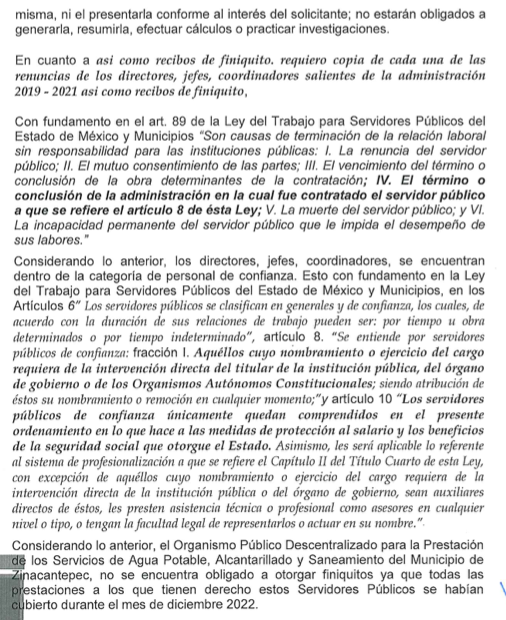 misma, ni el presentarla conforme al interés del solicitante; no estarán obligados a
generarla, resumirla, efectuar cálculos o practicar investigaciones.
En cuanto a asi como recibos de finiquito. requiero copia de cada una de las
renuncias de los directores, jefes, coordinadores salientes de la administración
2019 - 2021 asi como recibos de finiquito,
Con fundamento en el art. 89 de la Ley del Trabajo para Servidores Públicos del
Estado de México y Municipios "Son causas de terminación de la relación laboral
sin responsabilidad para las instituciones públicas: I. La renuncia del servidor
público; II. El mutuo consentimiento de las partes; III. El vencimiento del término o
conclusión de la obra determinantes de la contratación; IV. El término o
conclusión de la administración en la cual fue contratado el servidor público
a que se refiere el artículo 8 de ésta Ley; V. La muerte del servidor público; y VI.
La incapacidad permanente del servidor público que le impida el desempeño de
sus labores."
Considerando lo anterior, los directores, jefes, coordinadores, se encuentran
dentro de la categoría de personal de confianza. Esto con fundamento en la Ley
del Trabajo para Servidores Públicos del Estado de México y Municipios, en los
Artículos 6" Los servidores públicos se clasifican en generales y de confianza, los cuales, de
acuerdo con la duración de sus relaciones de trabajo pueden ser: por tiempo u obra
determinados o por tiempo indeterminado", artículo 8. "Se entiende por servidores
públicos de confianza: fracción I. Aquéllos cuyo nombramiento o ejercicio del cargo
requiera de la intervención directa del titular de la institución pública, del órgano
de gobierno o de los Organismos Autónomos Constitucionales; siendo atribución de
éstos su nombramiento o remoción en cualquier momento;"y artículo 10 "Los servidores
públicos de confianza únicamente quedan comprendidos en el presente
ordenamiento en lo que hace a las medidas de protección al salario y los beneficios
de la seguridad social que otorgue el Estado. Asimismo, les será aplicable lo referente
al sistema de profesionalización a que se refiere el Capítulo II del Título Cuarto de esta Ley,
con excepción de aquéllos cuyo nombramiento o ejercicio del cargo requiera de la
intervención directa de la institución pública o del órgano de gobierno, sean auxiliares
directos de éstos, les presten asistencia técnica o profesional como asesores en cualquier
nivel o tipo, o tengan la facultad legal de representarlos o actuar en su nombre.".
Considerando lo anterior, el Organismo Público Descentralizado para la Prestación
de los Servicios de Agua Potable, Alcantarillado y Saneamiento del Municipio de
Zinacantepec, no se encuentra obligado a otorgar finiquitos ya que todas las
prestaciones a los que tienen derecho estos Servidores Públicos se habían
cubierto durante el mes de diciembre 2022.